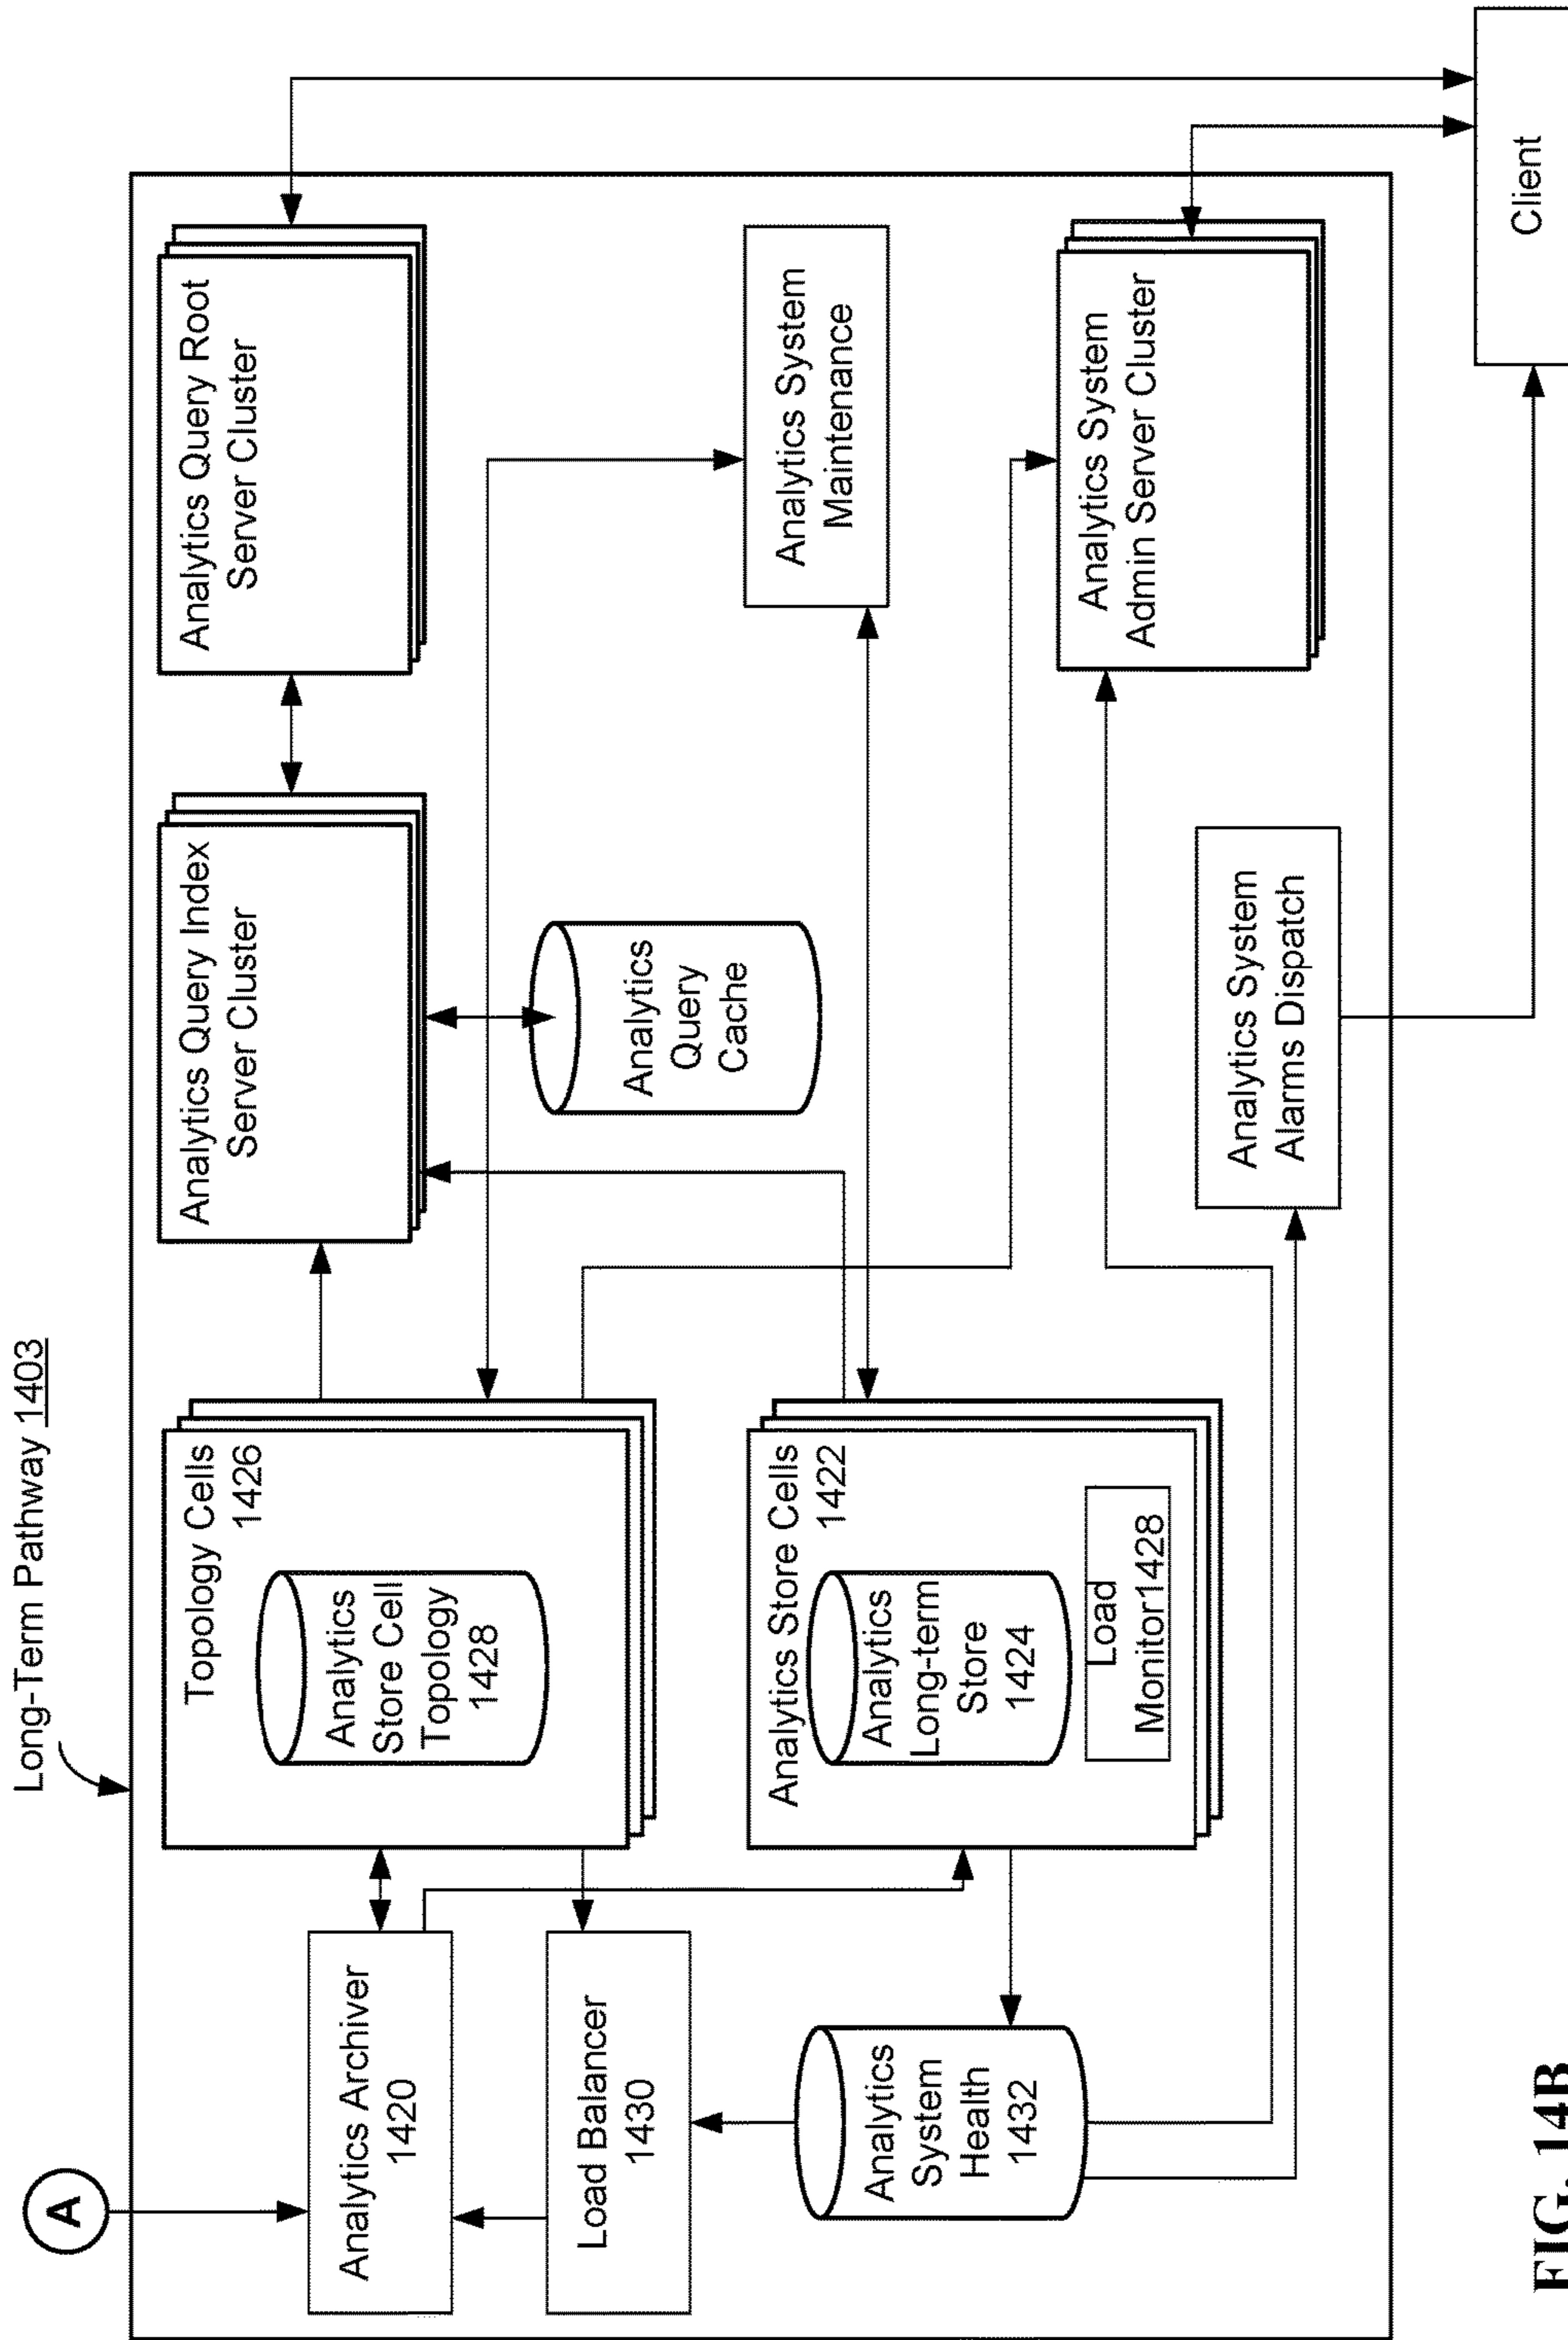 Long-Term Pathway 1403
A
Analytics Archiver
1420
Load Balancer
1430
Analytics
System
Health
1432
Topology Cells
1426
Analytics
Store Cell
Topology
1428
Analytics Store Cells
1422
Analytics
Long-term
Store
1424
Load
Monitor1428
Analytics Query Index
Server Cluster
Analytics
Query
Cache
Analytics Query Root
Server Cluster
Analytics System
Maintenance
Analytics System
Admin Server Cluster
Analytics System
Alarms Dispatch
Client
FIG. 14B